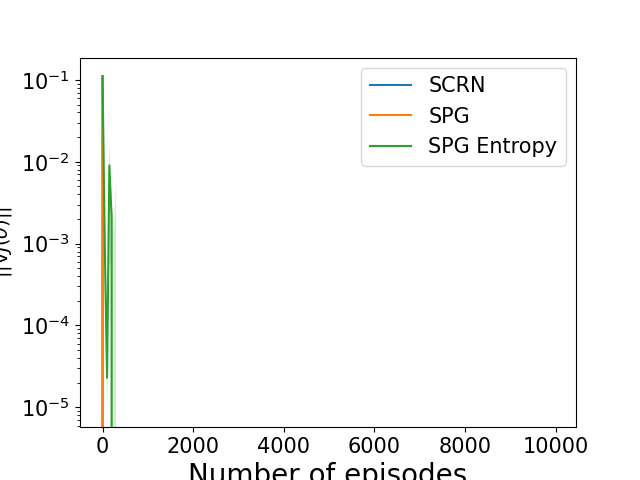 10⁻¹
10⁻²
10⁻³
10⁻⁴
10⁻⁵
||∇J(θ)||
SCRN
SPG
SPG Entropy
0 2000 4000 6000 8000 10000
Number of episodes